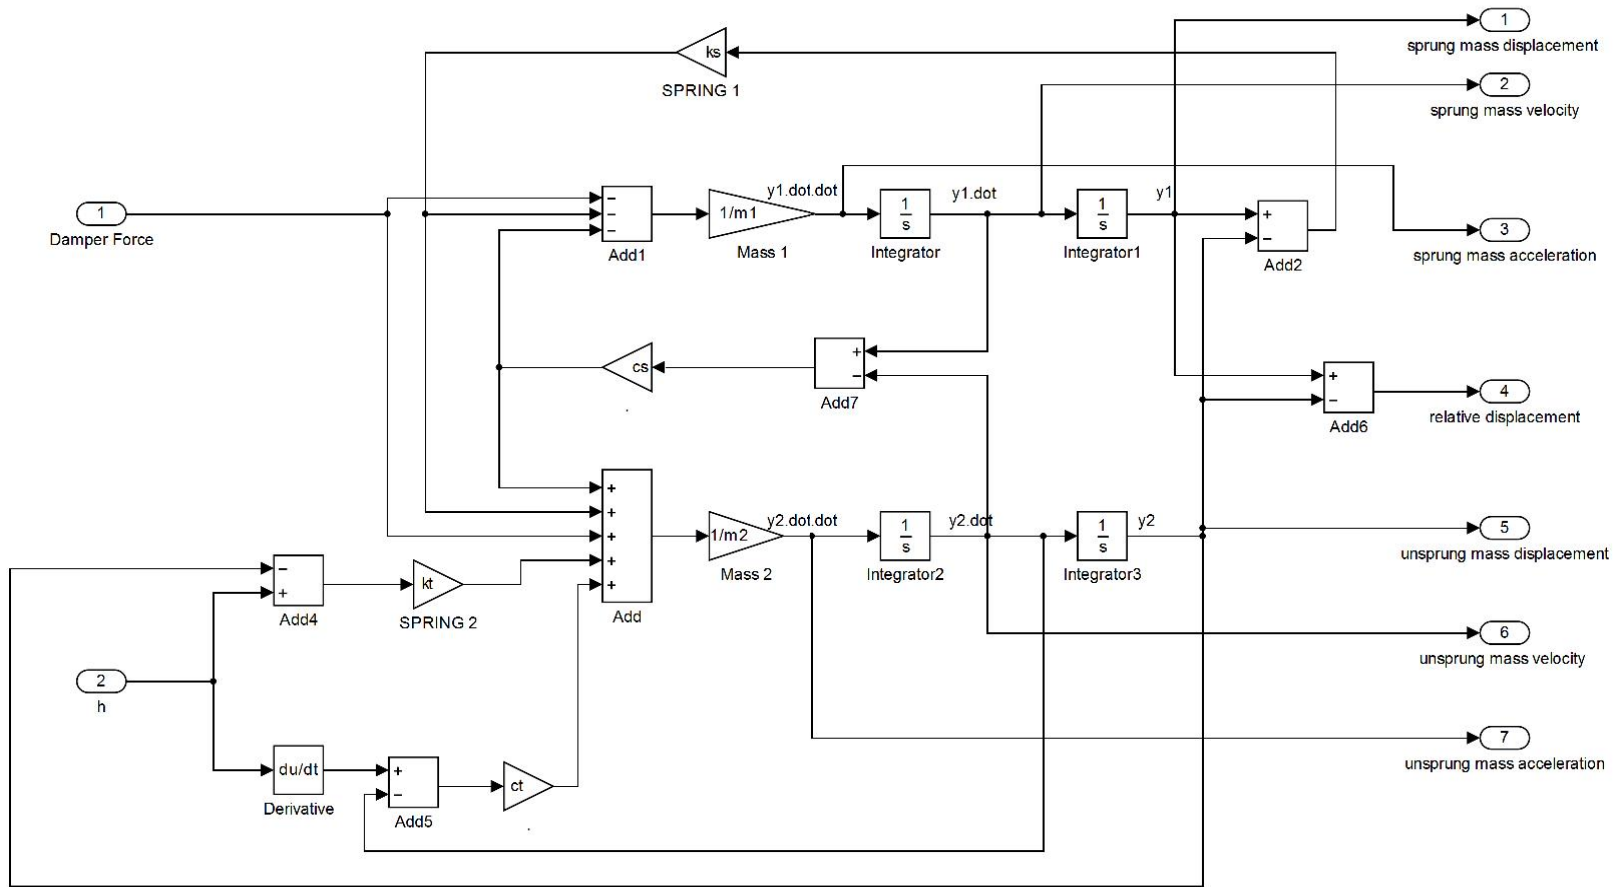 1
sprung mass displacement
ks
SPRING 1
2
sprung mass velocity
1
Damper Force
−
−
−
Add1
1/m1
y1.dot.dot
Mass 1
1
s
Integrator
y1.dot
1
s
Integrator1
y1
+
−
Add2
3
sprung mass acceleration
cs
+
−
Add7
+
−
Add6
4
relative displacement
+
+
+
+
+
Add
1/m2
y2.dot.dot
Mass 2
1
s
Integrator2
y2.dot
1
s
Integrator3
y2
5
unsprung mass displacement
−
+
Add4
kt
SPRING 2
6
unsprung mass velocity
2
h
7
unsprung mass acceleration
du/dt
Derivative
+
−
Add5
ct